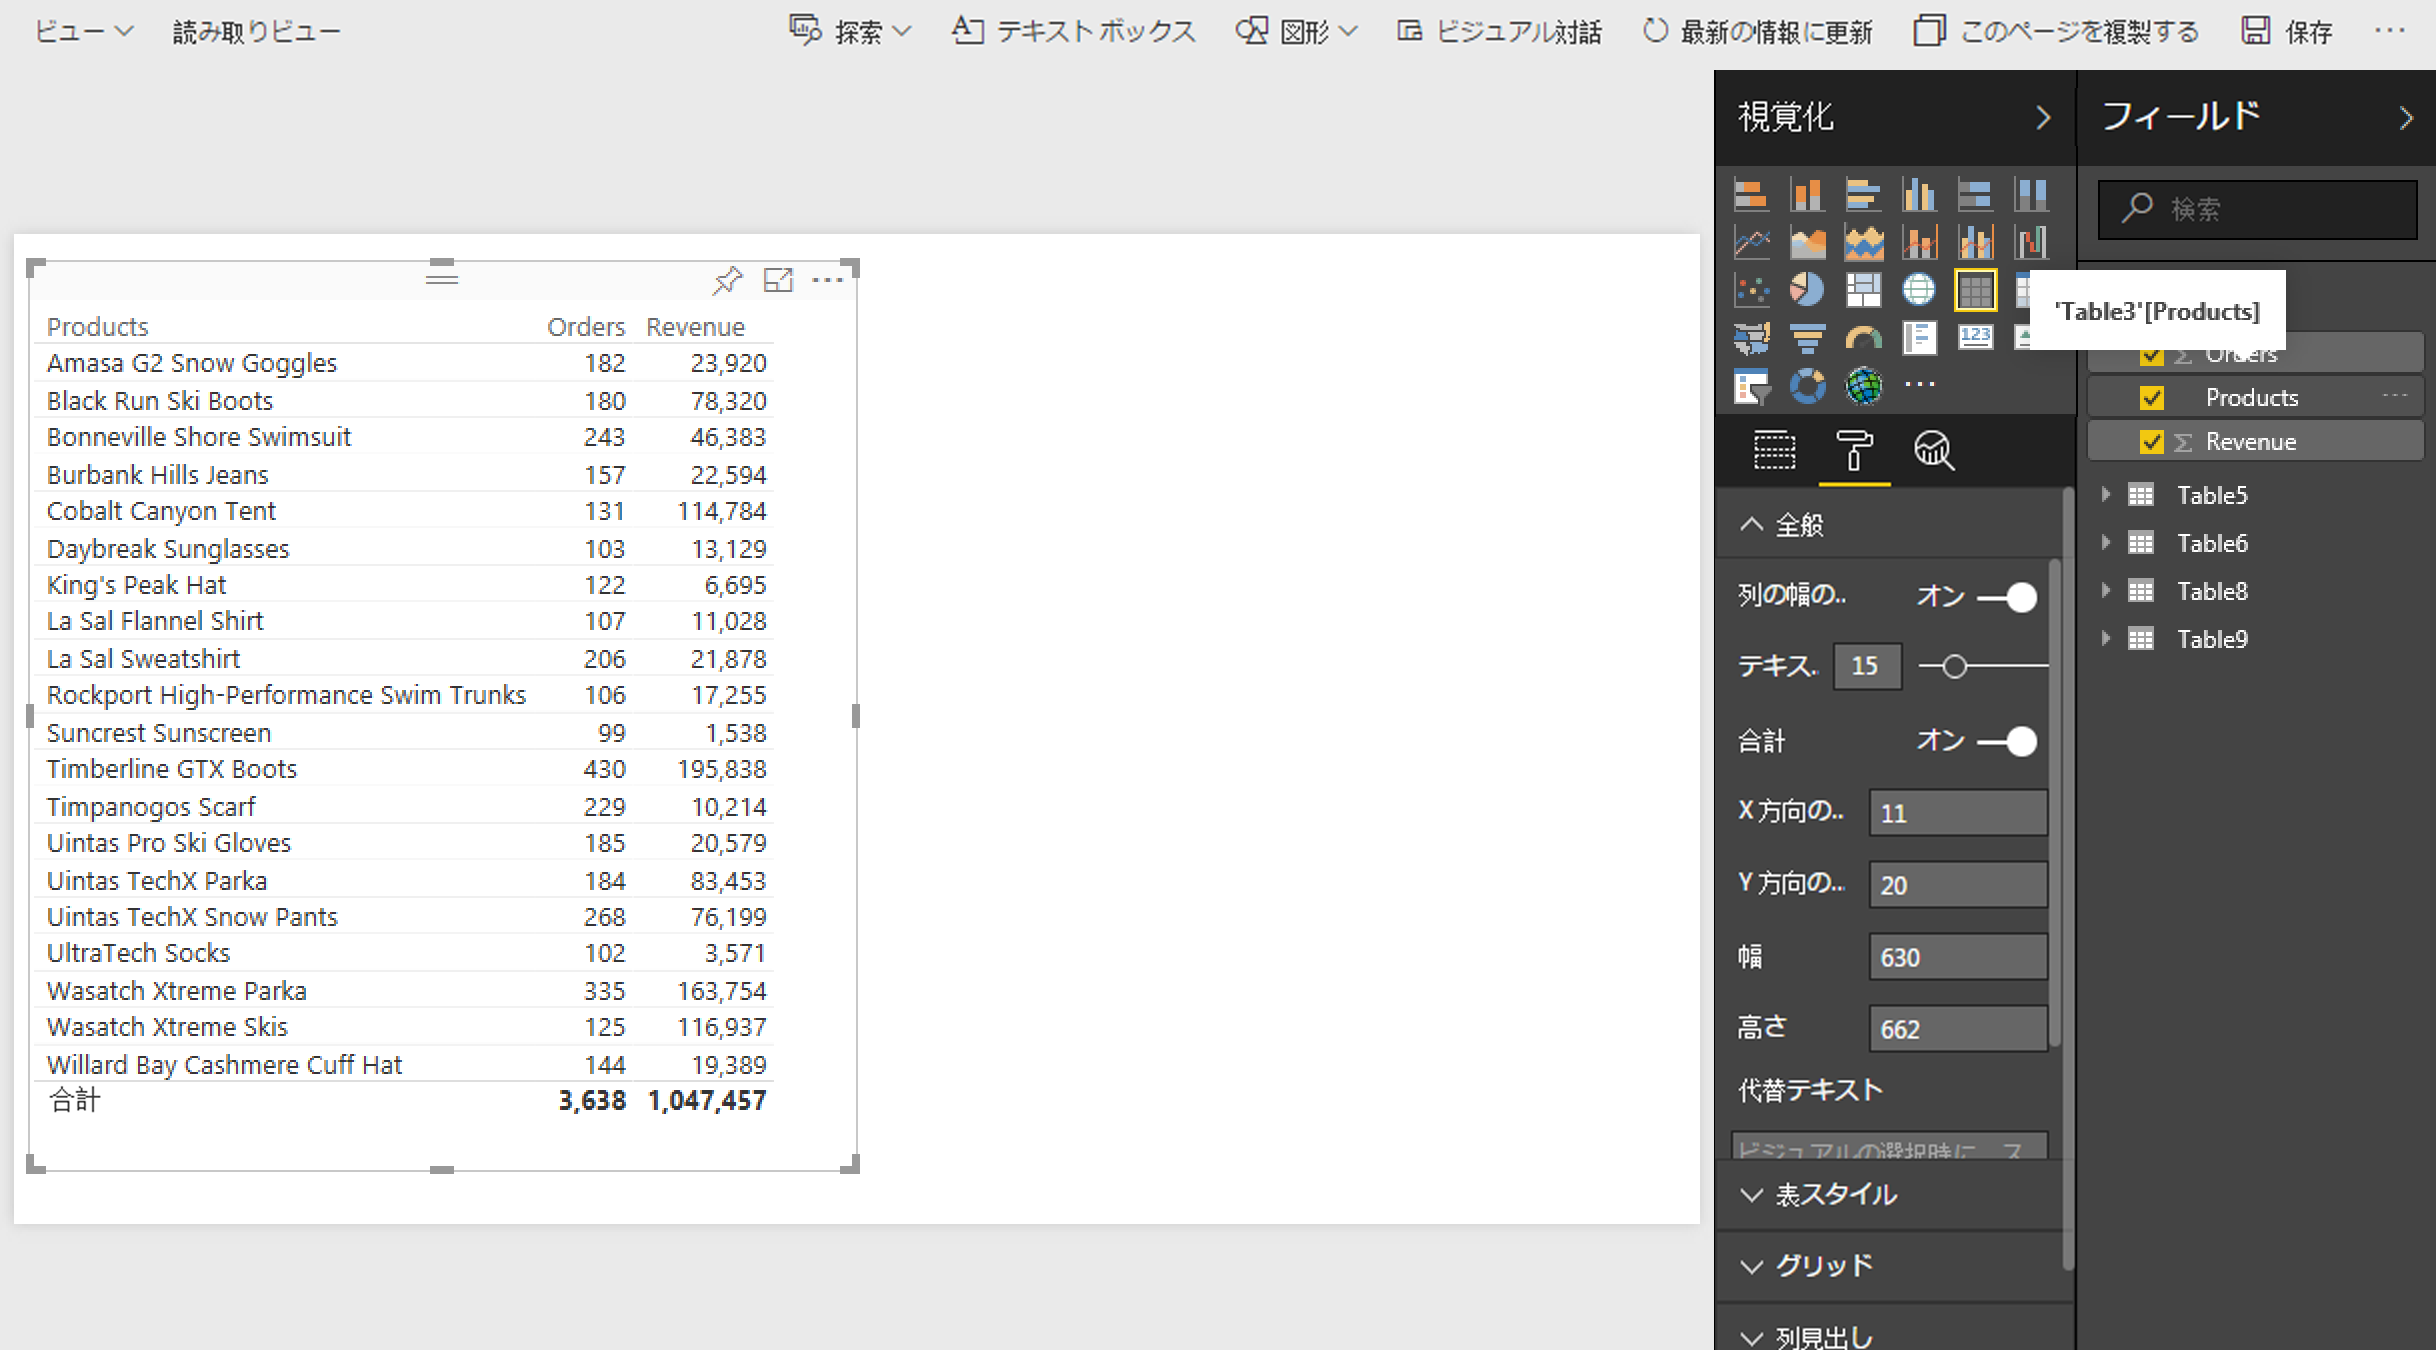 ビュー 読み取りビュー 探索 テキスト ボックス 図形 ビジュアル対話 最新の情報に更新 このページを複製する 保存 ...
Products Orders Revenue
Amasa G2 Snow Goggles 182 23,920
Black Run Ski Boots 180 78,320
Bonneville Shore Swimsuit 243 46,383
Burbank Hills Jeans 157 22,594
Cobalt Canyon Tent 131 114,784
Daybreak Sunglasses 103 13,129
King's Peak Hat 122 6,695
La Sal Flannel Shirt 107 11,028
La Sal Sweatshirt 206 21,878
Rockport High-Performance Swim Trunks 106 17,255
Suncrest Sunscreen 99 1,538
Timberline GTX Boots 430 195,838
Timpanogos Scarf 229 10,214
Uintas Pro Ski Gloves 185 20,579
Uintas TechX Parka 184 83,453
Uintas TechX Snow Pants 268 76,199
UltraTech Socks 102 3,571
Wasatch Xtreme Parka 335 163,754
Wasatch Xtreme Skis 125 116,937
Willard Bay Cashmere Cuff Hat 144 19,389
合計 3,638 1,047,457
視覚化
123
全般
列の幅の.. オン
テキス.. 15
合計 オン
X 方向の.. 11
Y 方向の... 20
幅 630
高さ 662
代替テキスト
ビジュアルの選択時に、ス
表スタイル
グリッド
列見出し
フィールド
検索
'Table3'[Products]
Σ Orders
Products ...
Σ Revenue
Table5
Table6
Table8
Table9